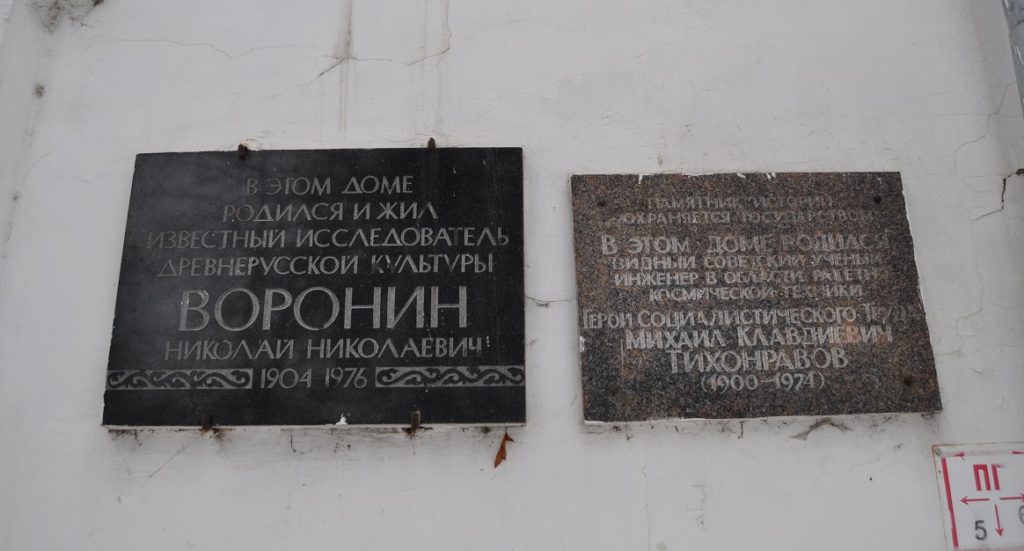 В ЭТОМ ДОМЕ
РОДИЛСЯ И ЖИЛ
ИЗВЕСТНЫЙ ИССЛЕДОВАТЕЛЬ
ДРЕВНЕРУССКОЙ КУЛЬТУРЫ
ВОРОНИН
НИКОЛАЙ НИКОЛАЕВИЧ
1904-1976
ПАМЯТНИК ИСТОРИИ
ОХРАНЯЕТСЯ ГОСУДАРСТВОМ
В ЭТОМ ДОМЕ РОДИЛСЯ
ВИДНЫЙ СОВЕТСКИЙ УЧЕНЫЙ
ИНЖЕНЕР В ОБЛАСТИ РАКЕТНО
КОСМИЧЕСКОЙ ТЕХНИКИ
ГЕРОЙ СОЦИАЛИСТИЧЕСКОГО ТРУДА
МИХАИЛ КЛАВДИЕВИЧ
ТИХОНРАВОВ
(1900-1974)
ПГ
5 6